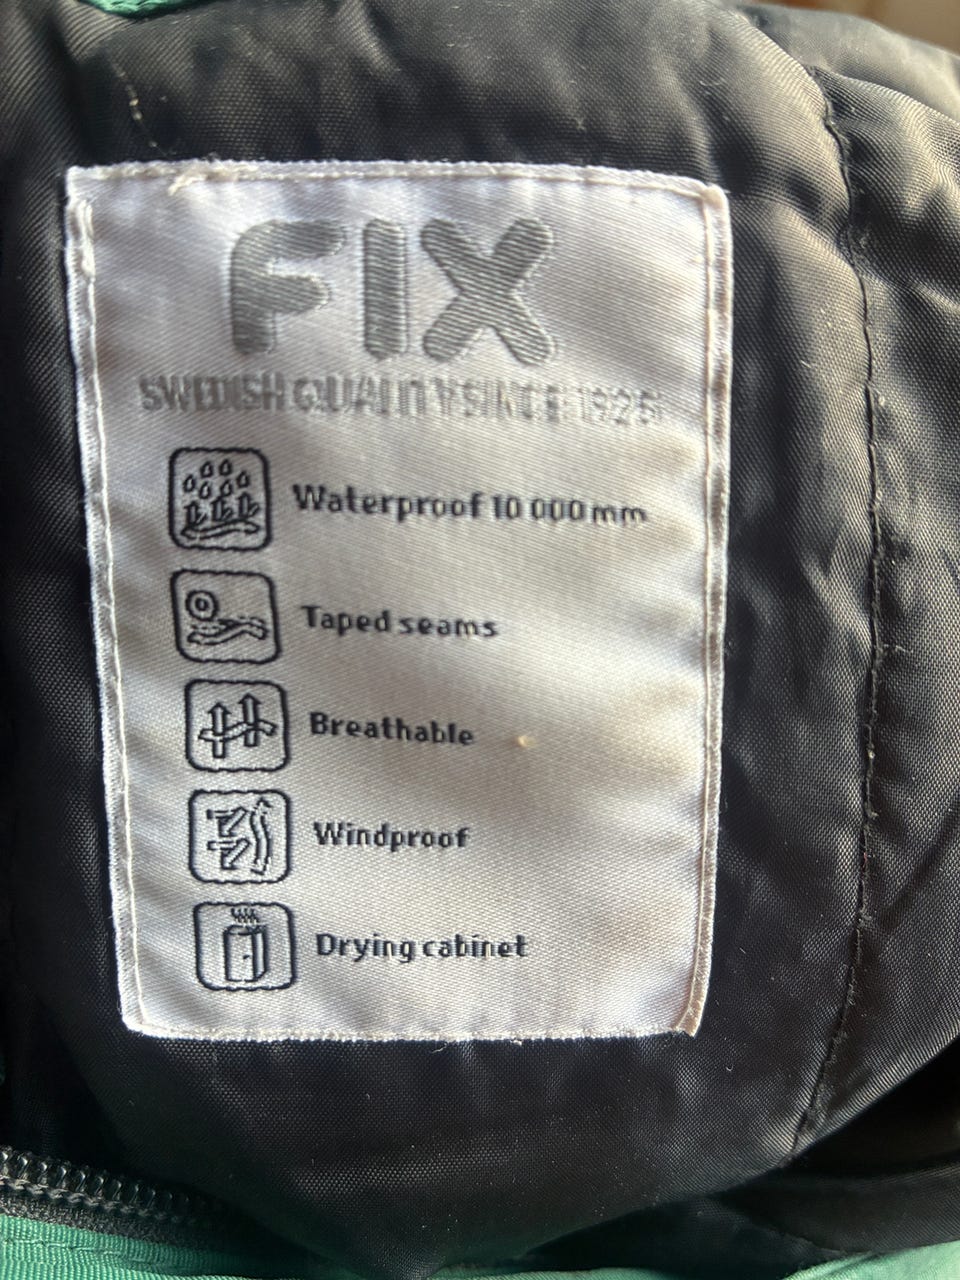 FIX
SWEDISH QUALITY SINCE 1925
Waterproof 10 000 mm
Taped seams
Breathable
Windproof
Drying cabinet